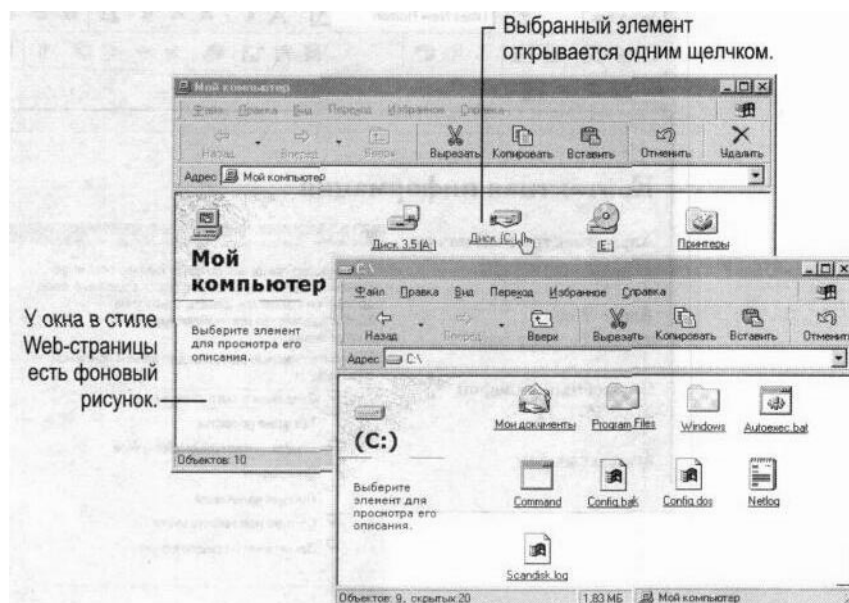 Выбранный элемент
открывается одним щелчком.
Мой компьютер
Файл Правка Вид Переход Избранное Справка
Назад Вперед Вверх Вырезать Копировать Вставить Отменить Удалить
Адрес Мой компьютер
Диск 3.5 (A:) Диск (C:) (E:) Принтеры
Мой
компьютер
Выберите элемент
для просмотра его
описания.
Объектов: 10
У окна в стиле
Web-страницы
есть фоновый
рисунок.
C:\
Файл Правка Вид Переход Избранное Справка
Назад Вперед Вверх Вырезать Копировать Вставить Отменить
Адрес C:\
(C:)
Выберите
элемент для
просмотра его
описания.
Мои документы Program Files Windows Autoexec.bat
Command Config.bak Config.dos Netlog
Scandisk.log
Объектов: 9, скрытых 20 1,83 МБ Мой компьютер